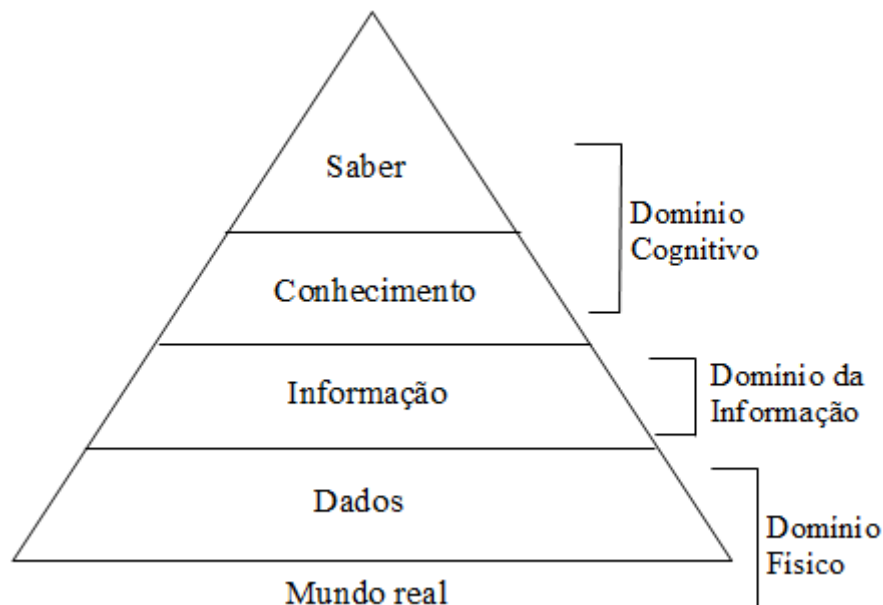 Saber
Domínio
Cognitivo
Conhecimento
Informação
Domínio da
Informação
Dados
Domínio
Físico
Mundo real